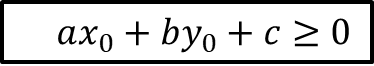 ax₀ + by₀ + c ≥ 0